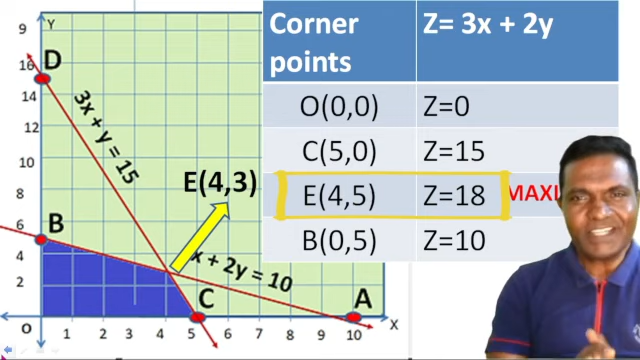 Corner points
Z= 3x + 2y
O(0,0)
Z=0
C(5,0)
Z=15
E(4,5)
Z=18
MAXI
B(0,5)
Z=10
Y
9
16
14
12
10
8
6
4
2
O
1
2
3
4
5
6
7
8
9
10
X
D
3x + y = 15
E(4,3)
B
x + 2y = 10
C
A